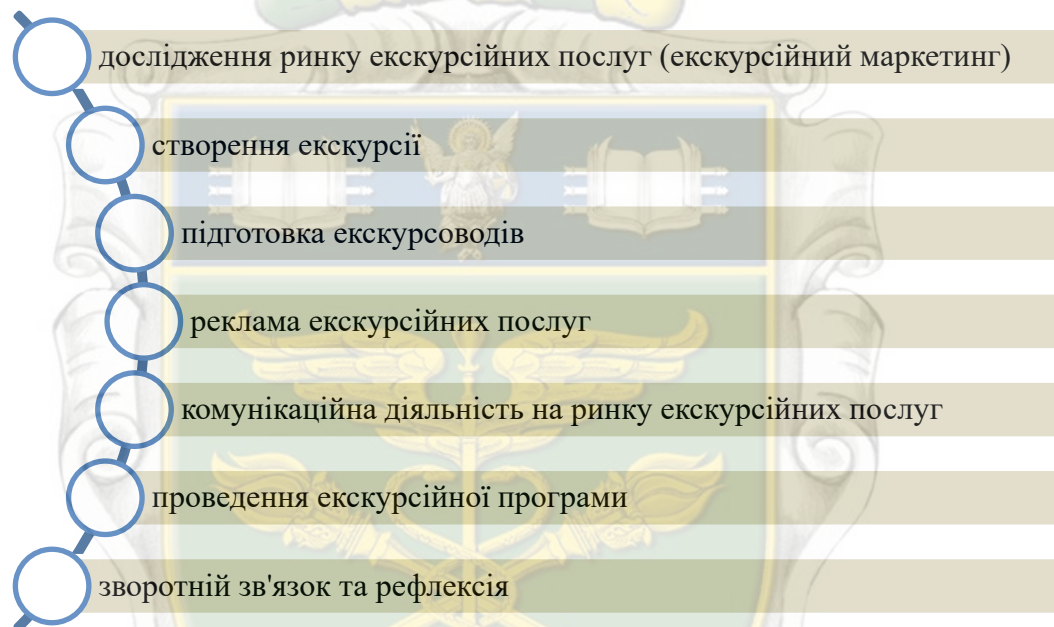 дослідження ринку екскурсійних послуг (екскурсійний маркетинг)
створення екскурсії
підготовка екскурсоводів
реклама екскурсійних послуг
комунікаційна діяльність на ринку екскурсійних послуг
проведення екскурсійної програми
зворотній зв'язок та рефлексія